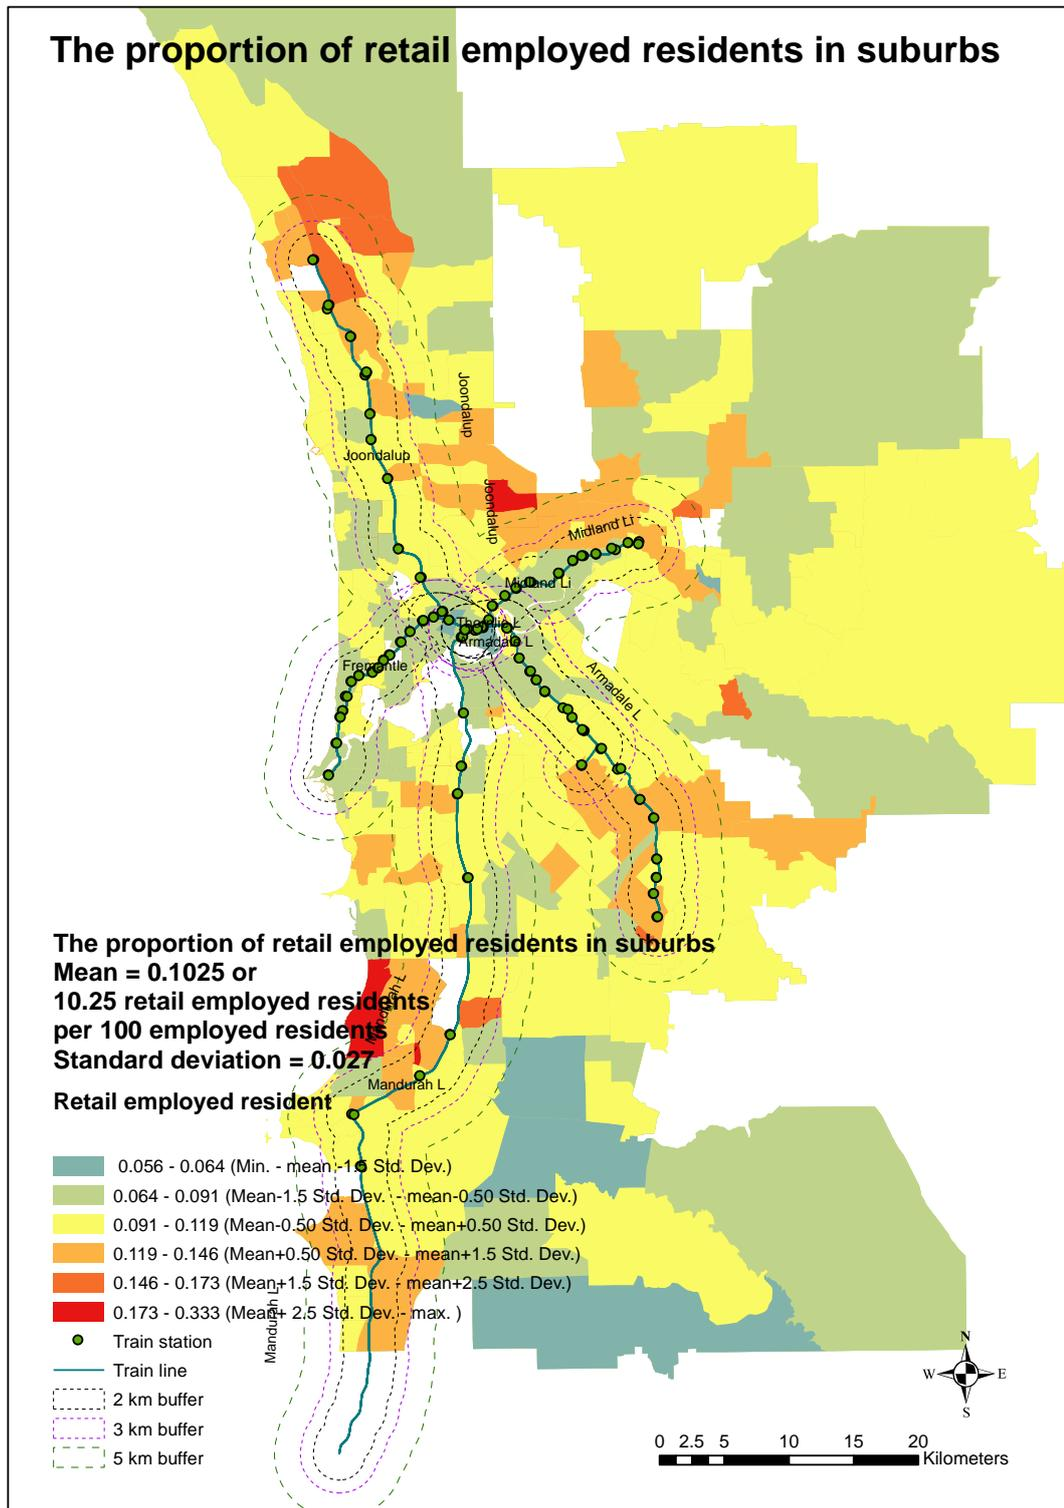 The proportion of retail employed residents in suburbs
Joondalup
Joondalup
Joondalup
Midland Li
Midland Li
Thornlie L
Armadale L
Fremantle
Armadale L
The proportion of retail employed residents in suburbs
Mean = 0.1025 or
10.25 retail employed residents
per 100 employed residents
Standard deviation = 0.027
Mandurah L
Mandurah L
Retail employed resident
0.056 - 0.064 (Min. - mean -1.5 Std. Dev.)
0.064 - 0.091 (Mean-1.5 Std. Dev. - mean-0.50 Std. Dev.)
0.091 - 0.119 (Mean-0.50 Std. Dev. - mean+0.50 Std. Dev.)
0.119 - 0.146 (Mean+0.50 Std. Dev. - mean+1.5 Std. Dev.)
0.146 - 0.173 (Mean+1.5 Std. Dev. - mean+2.5 Std. Dev.)
0.173 - 0.333 (Mean+ 2.5 Std. Dev. - max. )
Mandurah L
Train station
Train line
2 km buffer
3 km buffer
5 km buffer
N
W E
S
0 2.5 5 10 15 20
Kilometers